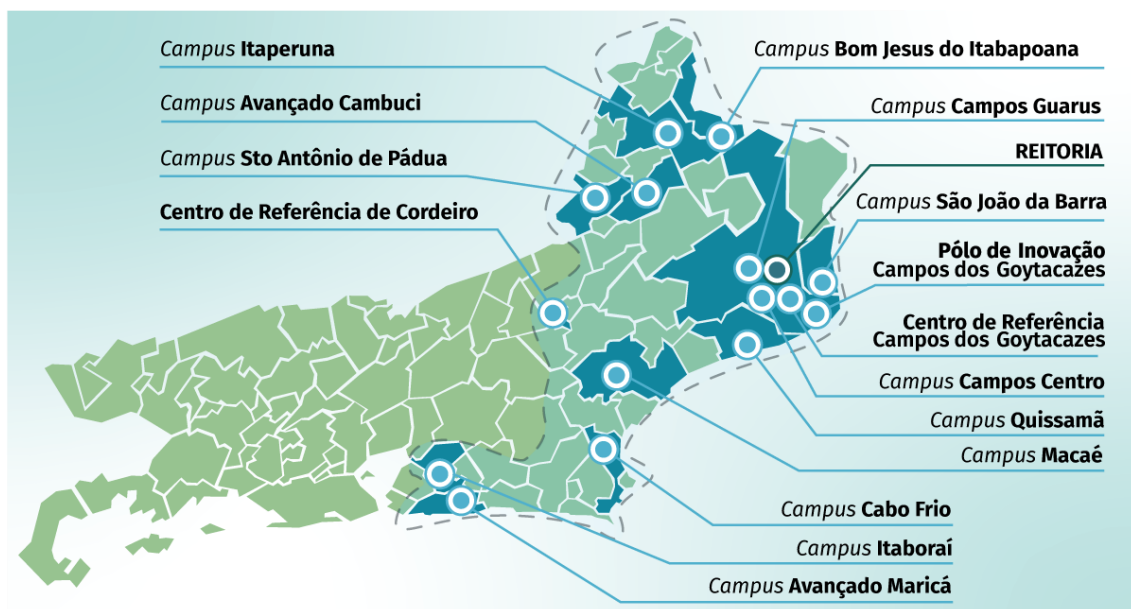 Campus Itaperuna
Campus Avançado Cambuci
Campus Sto Antônio de Pádua
Centro de Referência de Cordeiro
Campus Bom Jesus do Itabapoana
Campus Campos Guarus
REITORIA
Campus São João da Barra
Pólo de Inovação
Campos dos Goytacazes
Centro de Referência
Campos dos Goytacazes
Campus Campos Centro
Campus Quissamã
Campus Macaé
Campus Cabo Frio
Campus Itaboraí
Campus Avançado Maricá